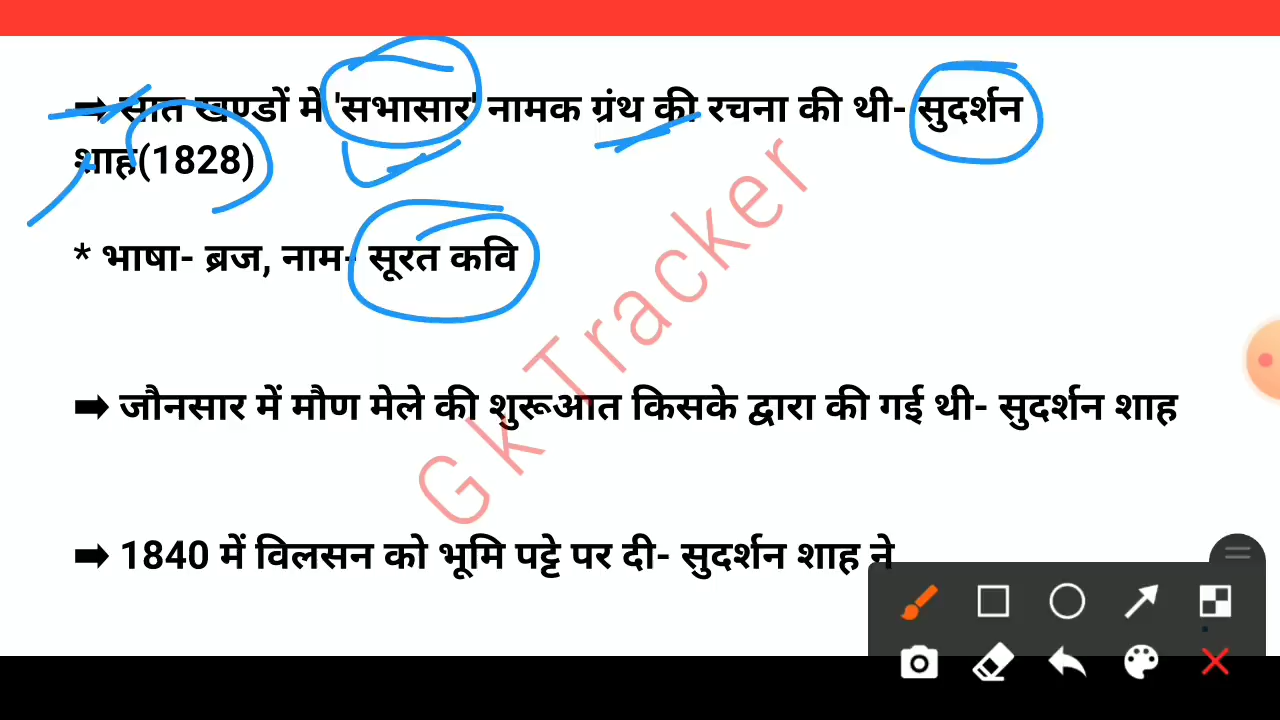 ➡ सात खण्डों मे 'सभासार' नामक ग्रंथ की रचना की थी- सुदर्शन
शाह(1828)
* भाषा- ब्रज, नाम- सूरत कवि
➡ जौनसार में मौण मेले की शुरूआत किसके द्वारा की गई थी- सुदर्शन शाह
➡ 1840 में विलसन को भूमि पट्टे पर दी- सुदर्शन शाह ने
Gk Tracker